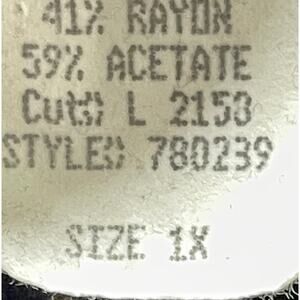 41% RAYON
59% ACETATE
Cut@ L 2150
STYLE@ 780239
SIZE 1X